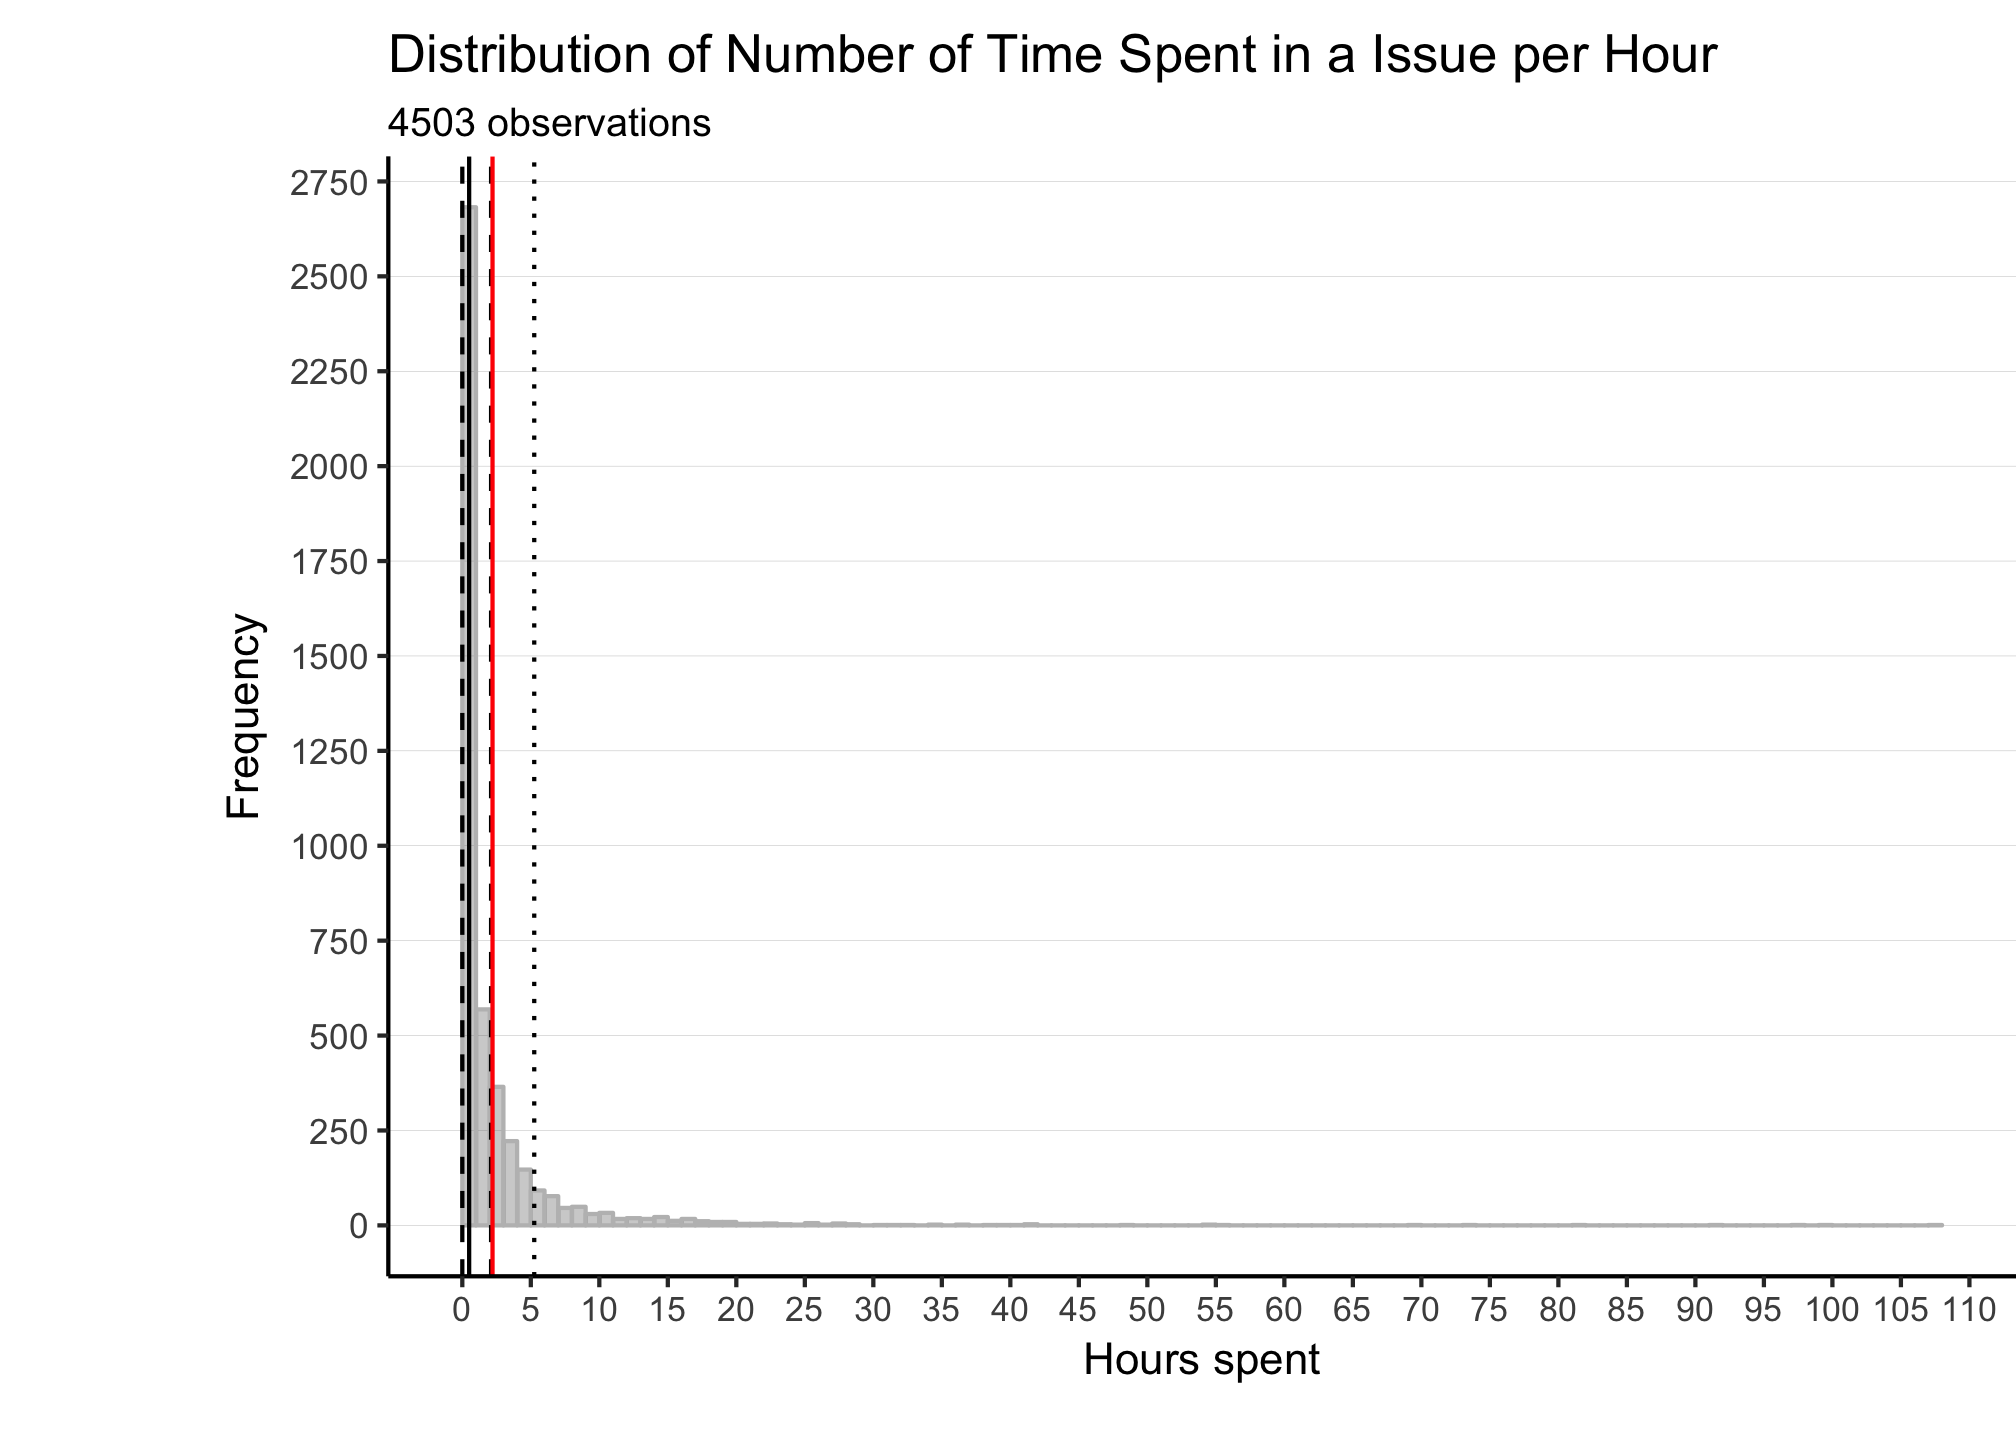 Distribution of Number of Time Spent in a Issue per Hour
4503 observations
2750
2500
2250
2000
1750
1500
1250
1000
750
500
250
0
Frequency
0 5 10 15 20 25 30 35 40 45 50 55 60 65 70 75 80 85 90 95 100 105 110
Hours spent